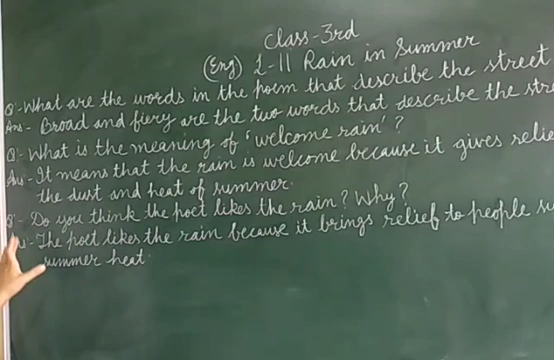 Class-3rd
(Eng) L-11 Rain in Summer
Q- What are the words in the poem that describe the street
Ans- Broad and fiery are the two words that describe the
Q- What is the meaning of 'welcome rain'?
Ans- It means that the rain is welcome because it gives
the dust and heat of summer.
Q- Do you think the poet likes the rain? Why?
- The poet likes the rain because it brings relief to people
summer heat.